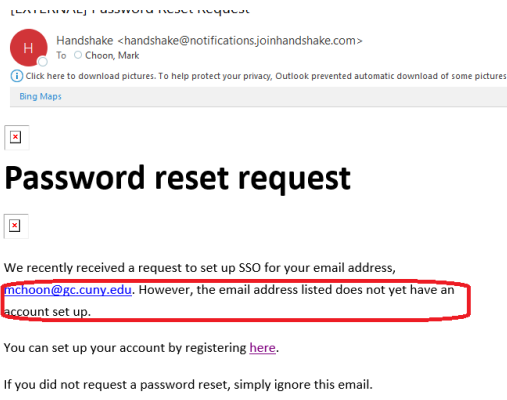 [EXTERNAL] Password Reset Request
H
Handshake <handshake@notifications.joinhandshake.com>
To Choon, Mark
i Click here to download pictures. To help protect your privacy, Outlook prevented automatic download of some pictures
Bing Maps
Password reset request
We recently received a request to set up SSO for your email address,
mchoon@gc.cuny.edu. However, the email address listed does not yet have an
account set up.
You can set up your account by registering here.
If you did not request a password reset, simply ignore this email.